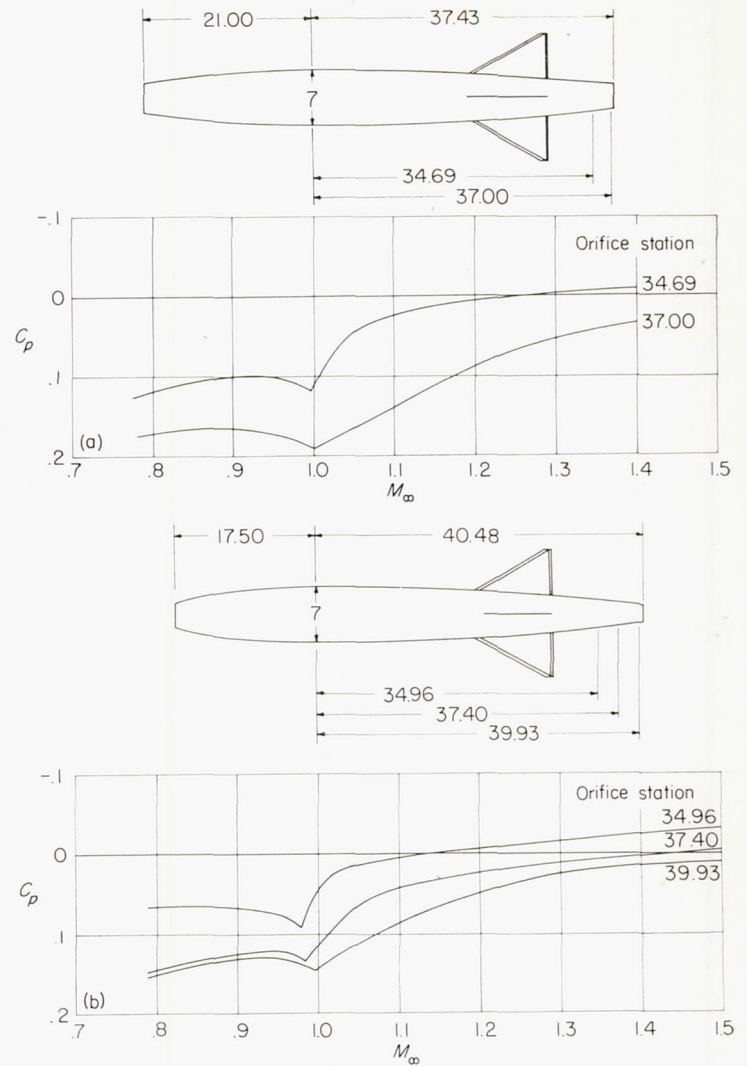 21.00 37.43
7
34.69
37.00
-.1
Orifice station
0
34.69
37.00
Cp
.1
(a)
.2
.7 .8 .9 1.0 1.1 1.2 1.3 1.4 1.5
M∞
17.50 40.48
7
34.96
37.40
39.93
-.1
Orifice station
34.96
0
37.40
39.93
Cp
.1
(b)
.2
.7 .8 .9 1.0 1.1 1.2 1.3 1.4 1.5
M∞